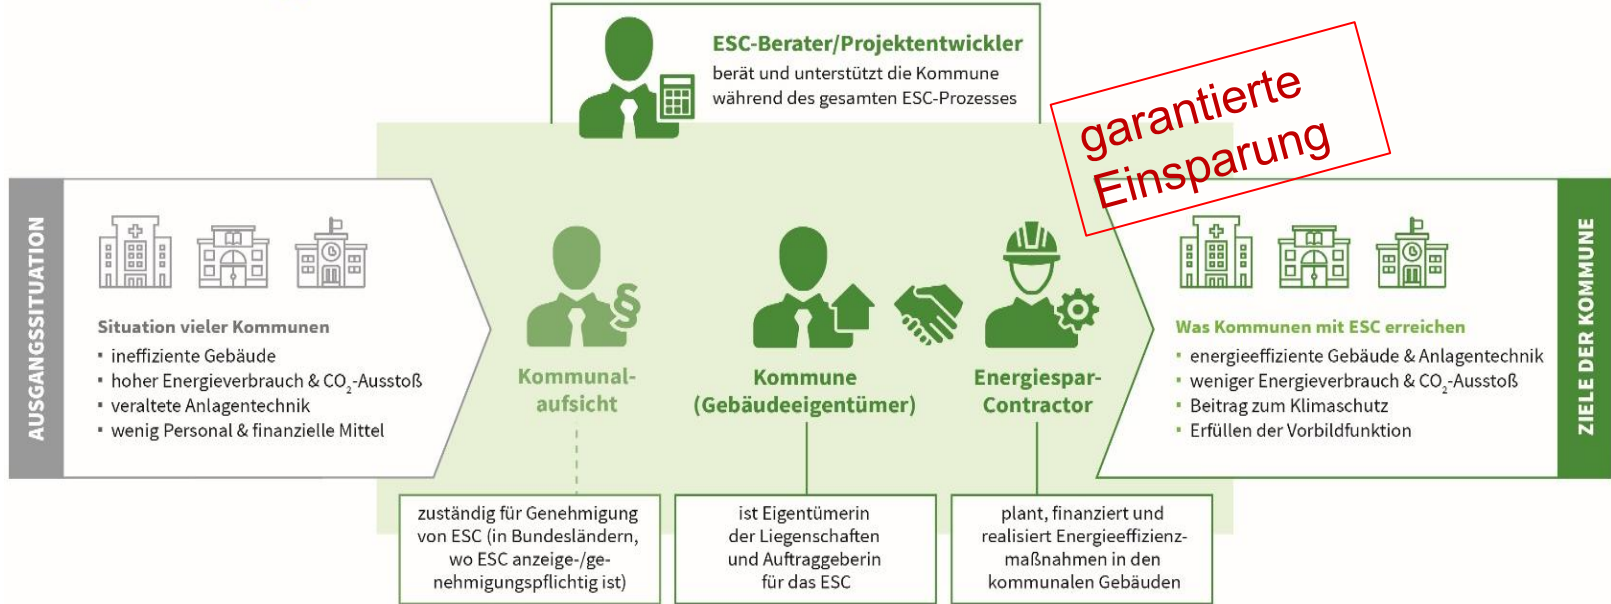 ESC-Berater/Projektentwickler
berät und unterstützt die Kommune
während des gesamten ESC-Prozesses
garantierte
Einsparung
AUSGANGSSITUATION
Situation vieler Kommunen
▪ ineffiziente Gebäude
▪ hoher Energieverbrauch & CO₂-Ausstoß
▪ veraltete Anlagentechnik
▪ wenig Personal & finanzielle Mittel
§
Kommunal-
aufsicht
Kommune
(Gebäudeeigentümer)
Energiespar-
Contractor
Was Kommunen mit ESC erreichen
▪ energieeffiziente Gebäude & Anlagentechnik
▪ weniger Energieverbrauch & CO₂-Ausstoß
▪ Beitrag zum Klimaschutz
▪ Erfüllen der Vorbildfunktion
ZIELE DER KOMMUNE
zuständig für Genehmigung
von ESC (in Bundesländern,
wo ESC anzeige-/ge-
nehmigungspflichtig ist)
ist Eigentümerin
der Liegenschaften
und Auftraggeberin
für das ESC
plant, finanziert und
realisiert Energieeffizienz-
maßnahmen in den
kommunalen Gebäuden